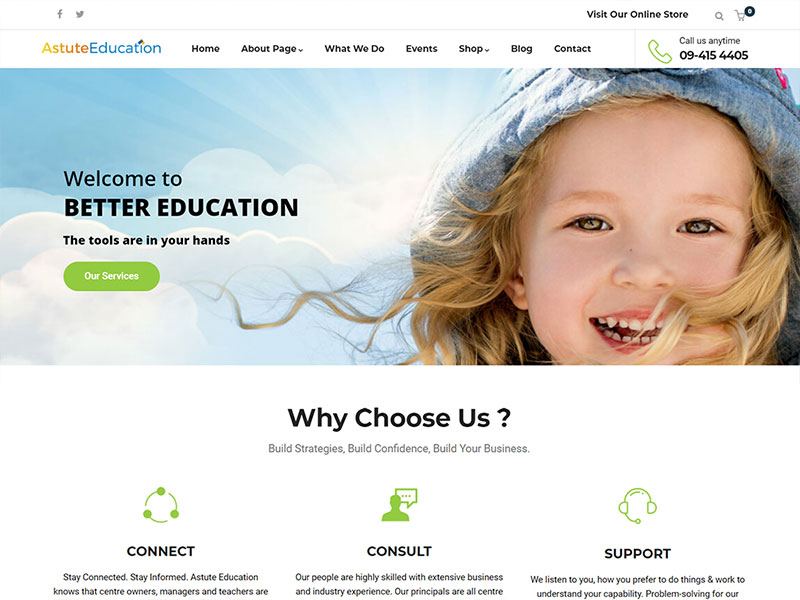 Visit Our Online Store
0
AstuteEducation
Home
About Page
What We Do
Events
Shop
Blog
Contact
Call us anytime
09-415 4405
Welcome to
BETTER EDUCATION
The tools are in your hands
Our Services
Why Choose Us ?
Build Strategies, Build Confidence, Build Your Business.
CONNECT
Stay Connected. Stay Informed. Astute Education
knows that centre owners, managers and teachers are
CONSULT
Our people are highly skilled with extensive business
and industry experience. Our principals are all centre
SUPPORT
We listen to you, how you prefer to do things & work to
understand your capability. Problem-solving for our